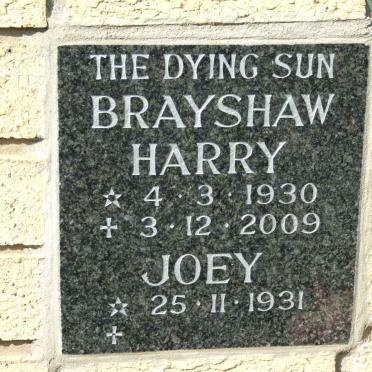 THE DYING SUN
BRAYSHAW
HARRY
☆ 4 · 3 · 1930
✝ 3 · 12 · 2009
JOEY
☆ 25 · 11 · 1931
✝